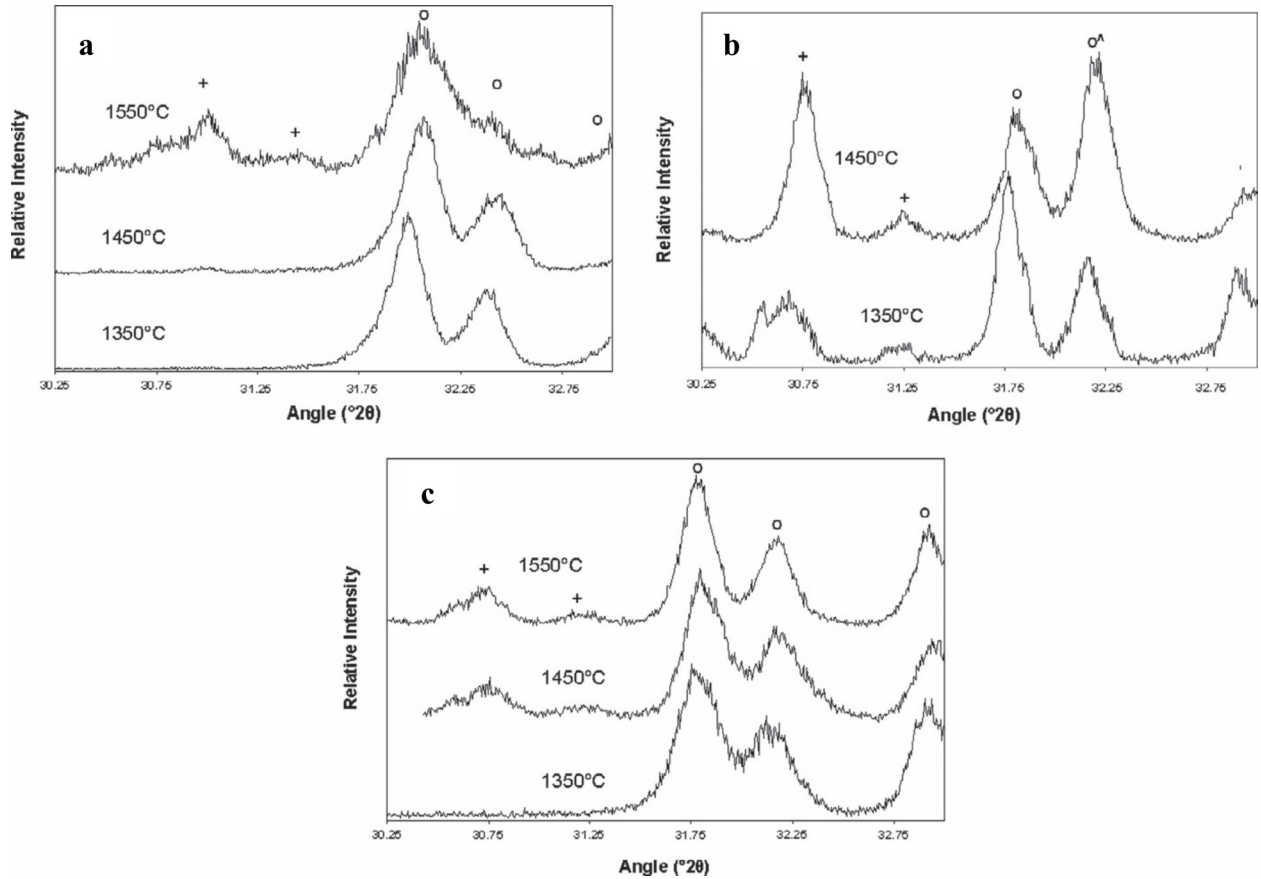 a
o
+
o
1550°C
+
o
1450°C
1350°C
Relative Intensity
30.25 30.75 31.25 31.75 32.25 32.75
Angle (°2θ)
b
o^
+
o
1450°C
+
1350°C
Relative Intensity
30.25 30.75 31.25 31.75 32.25 32.75
Angle (°2θ)
c
o
o
o
1550°C
+
+
1450°C
1350°C
Relative Intensity
30.25 30.75 31.25 31.75 32.25 32.75
Angle (°2θ)